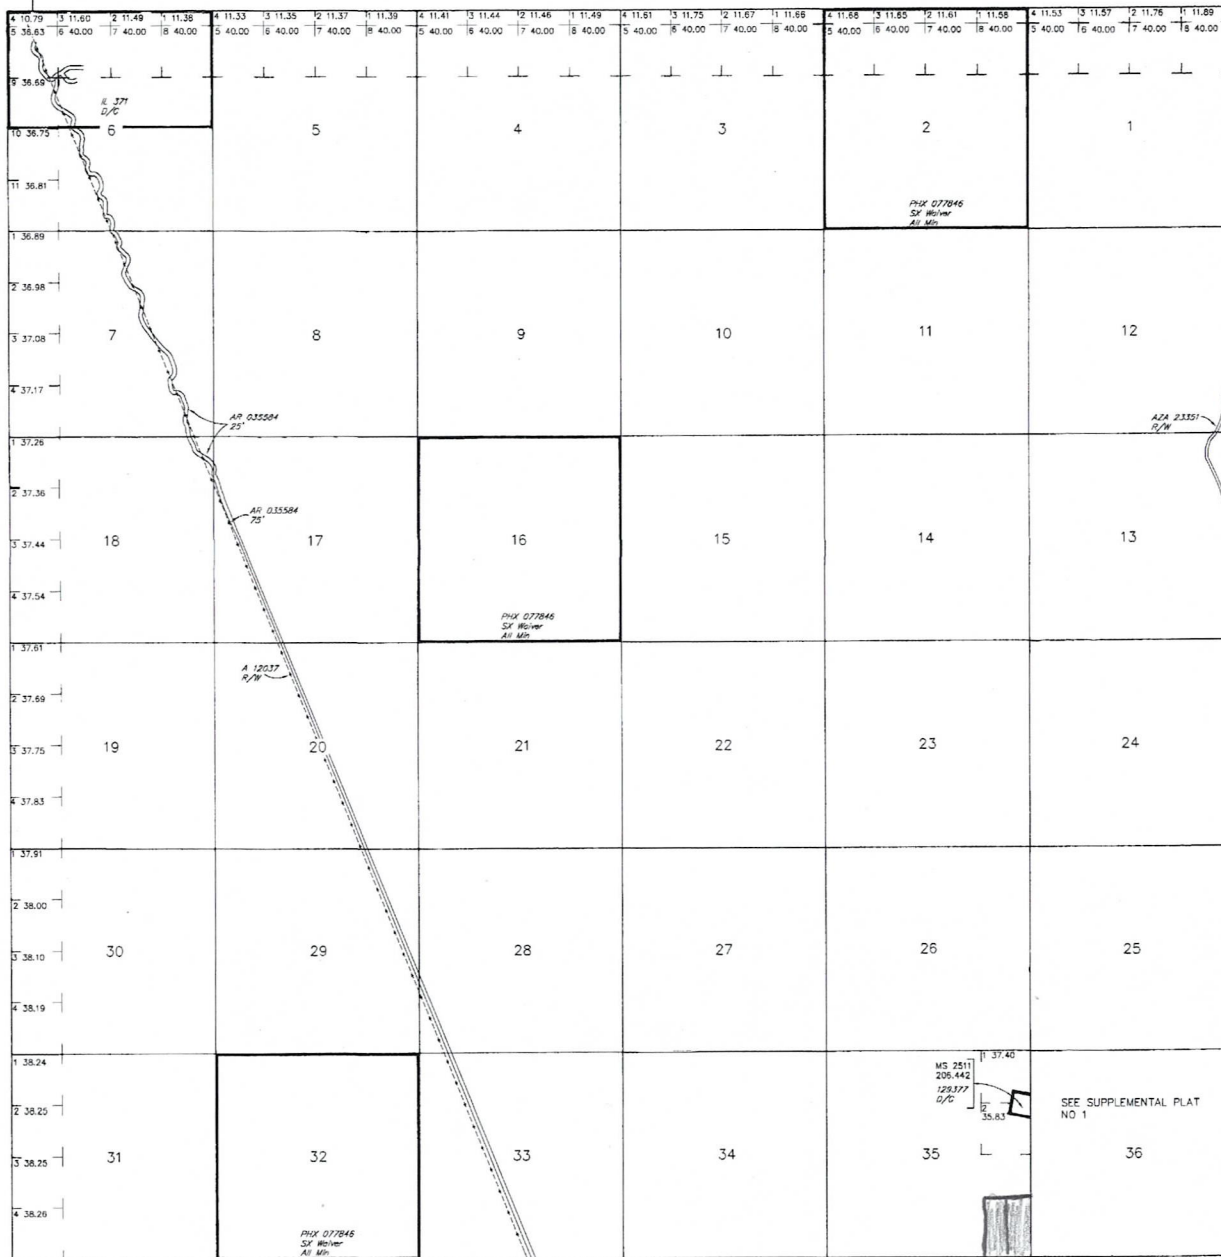 4 10.79 3 11.60 2 11.49 1 11.38 4 11.33 3 11.35 2 11.37 1 11.39 4 11.41 3 11.44 2 11.46 1 11.49 4 11.61 3 11.75 2 11.67 1 11.66 4 11.68 3 11.65 2 11.61 1 11.58 4 11.53 3 11.57 2 11.76 1 11.89
5 36.63 6 40.00 7 40.00 8 40.00 5 40.00 6 40.00 7 40.00 8 40.00 5 40.00 6 40.00 7 40.00 8 40.00 5 40.00 6 40.00 7 40.00 8 40.00 5 40.00 6 40.00 7 40.00 8 40.00 5 40.00 6 40.00 7 40.00 8 40.00
9 36.69
IL 371
D/C
10 36.75
6 5 4 3 2 1
11 36.81
PHX 077846
SX Waiver
All Min
1 36.89
2 36.98
3 37.08
7 8 9 10 11 12
4 37.17
AR 035584
25'
AZA 23351
R/W
1 37.26
2 37.36
AR 035584
75'
3 37.44
18 17 16 15 14 13
4 37.54
PHX 077846
SX Waiver
All Min
1 37.61
A 12037
R/W
2 37.69
3 37.75
19 20 21 22 23 24
4 37.83
1 37.91
2 38.00
3 38.10
30 29 28 27 26 25
4 38.19
1 38.24
1 37.40
MS 2511
206.442
129377
D/C
2 38.25
2
35.83
SEE SUPPLEMENTAL PLAT
NO 1
3 38.25
31 32 33 34 35 36
4 38.26
PHX 077846
SX Waiver
All Min